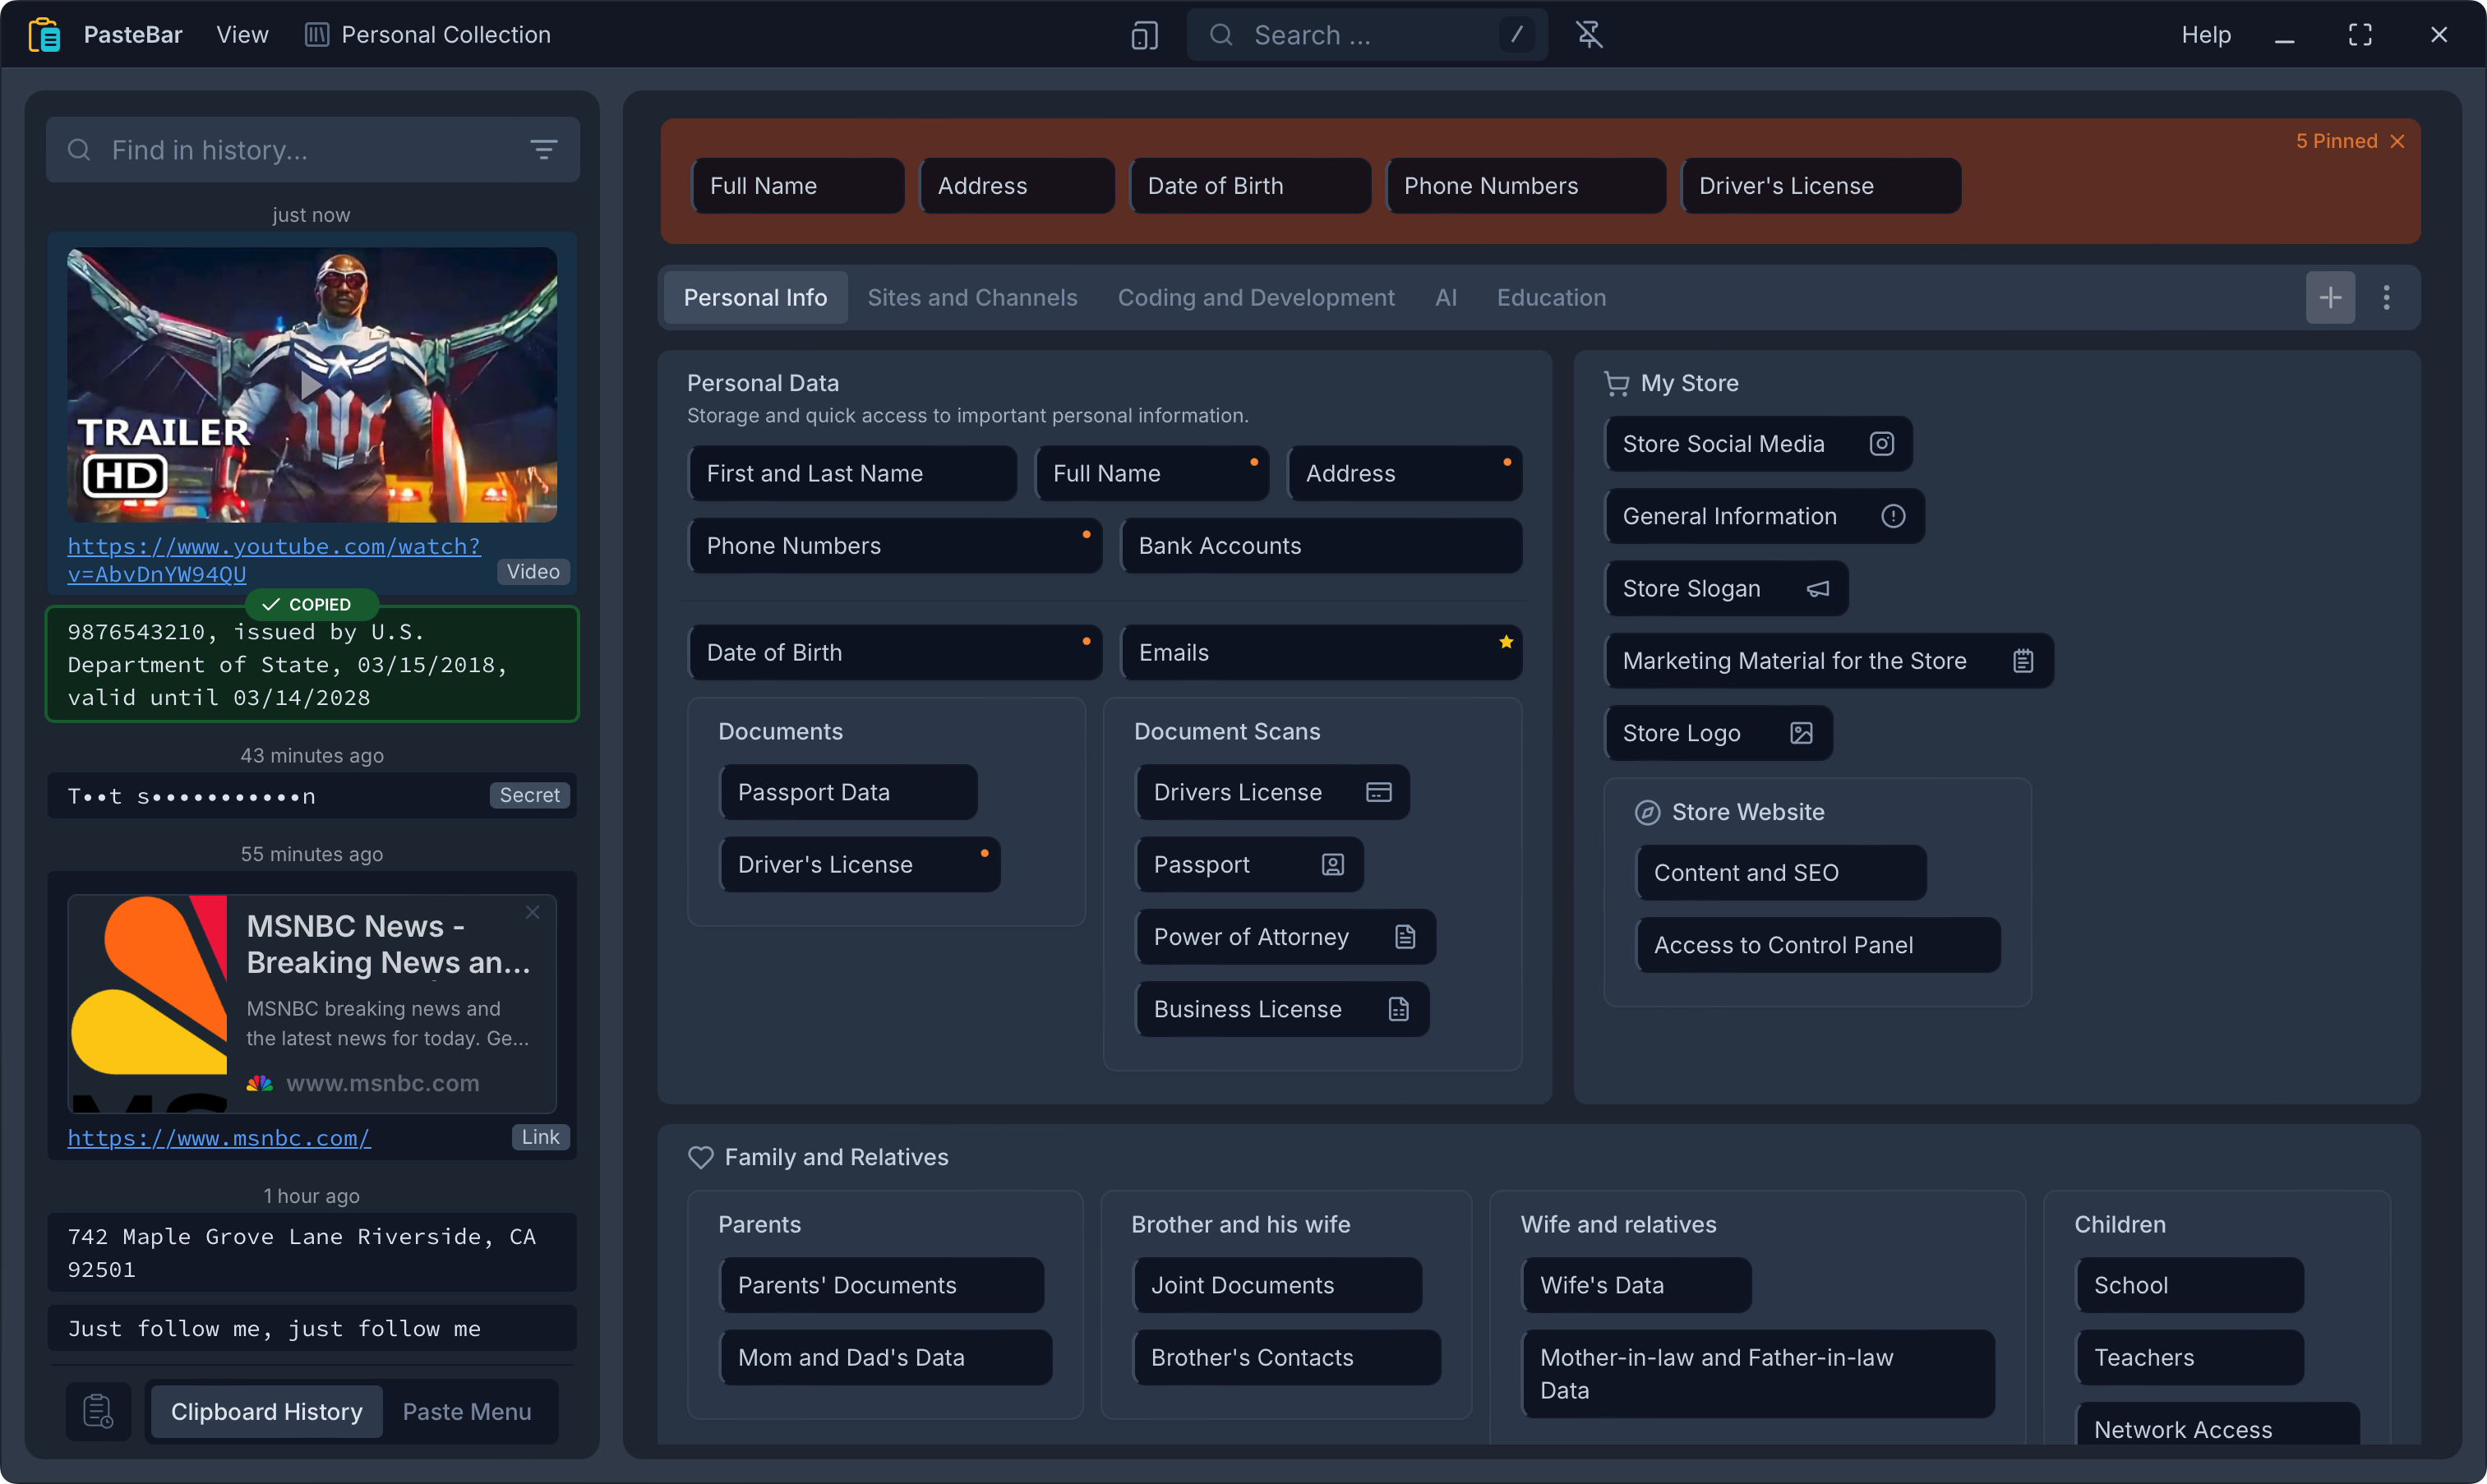 PasteBar View Personal Collection Search ... / Help
Find in history...
just now
TRAILER
HD
https://www.youtube.com/watch?
v=AbvDnYW94QU
Video
COPIED
9876543210, issued by U.S.
Department of State, 03/15/2018,
valid until 03/14/2028
43 minutes ago
T••t s•••••••••••n Secret
55 minutes ago
MSNBC News -
Breaking News an...
MSNBC breaking news and
the latest news for today. Ge...
www.msnbc.com
https://www.msnbc.com/ Link
1 hour ago
742 Maple Grove Lane Riverside, CA
92501
Just follow me, just follow me
Clipboard History Paste Menu
5 Pinned
Full Name Address Date of Birth Phone Numbers Driver's License
Personal Info Sites and Channels Coding and Development AI Education
Personal Data
Storage and quick access to important personal information.
First and Last Name Full Name Address
Phone Numbers Bank Accounts
Date of Birth Emails
Documents
Passport Data
Driver's License
Document Scans
Drivers License
Passport
Power of Attorney
Business License
My Store
Store Social Media
General Information
Store Slogan
Marketing Material for the Store
Store Logo
Store Website
Content and SEO
Access to Control Panel
Family and Relatives
Parents
Parents' Documents
Mom and Dad's Data
Brother and his wife
Joint Documents
Brother's Contacts
Wife and relatives
Wife's Data
Mother-in-law and Father-in-law
Data
Children
School
Teachers
Network Access